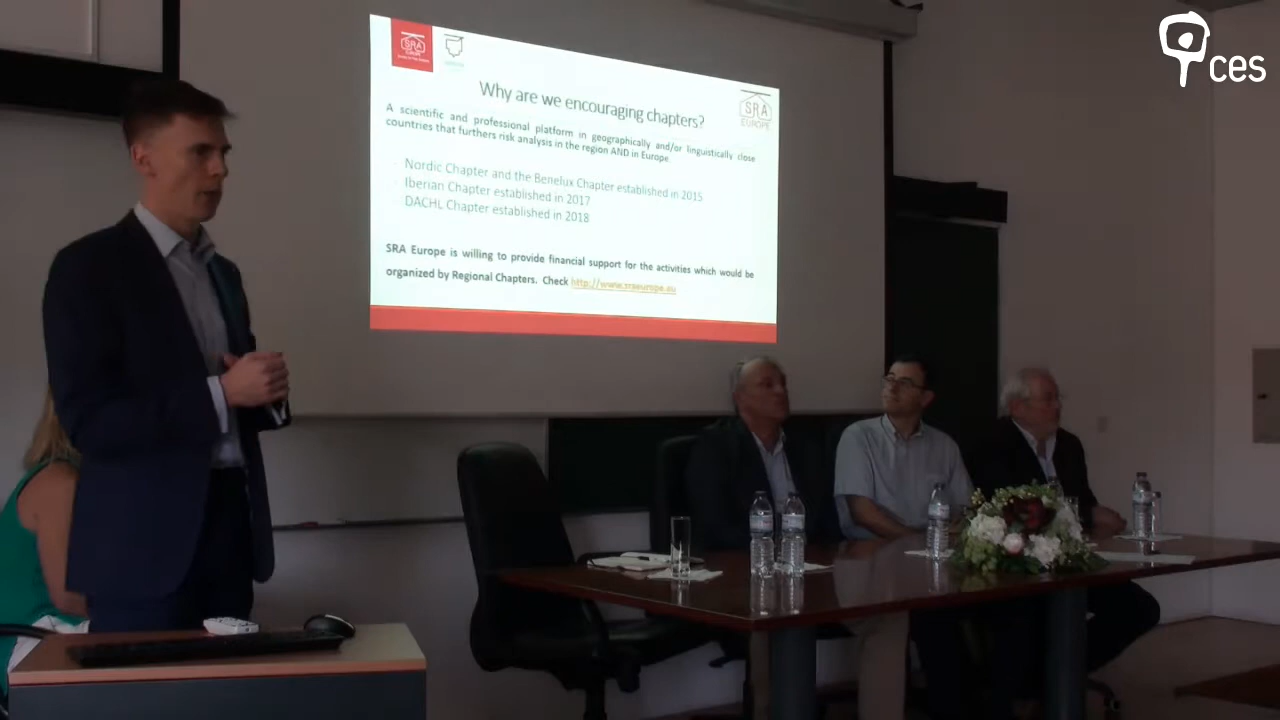 ces
SRA
EUROPE
SRA
EUROPE
Why are we encouraging chapters?
A scientific and professional platform in geographically and/or linguistically close
countries that furthers risk analysis in the region AND in Europe
Nordic Chapter and the Benelux Chapter established in 2015
Iberian Chapter established in 2017
DACHL Chapter established in 2018
SRA Europe is willing to provide financial support for the activities which would be
organized by Regional Chapters. Check http://www.sraeurope.eu